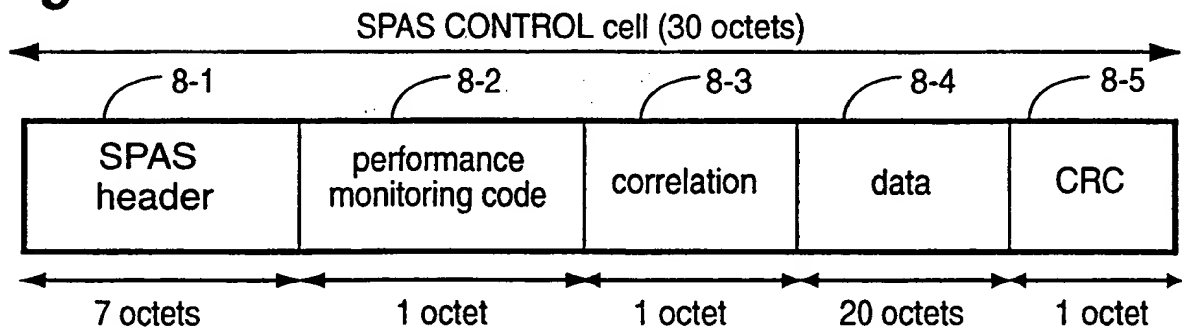 SPAS CONTROL cell (30 octets)
8-1 8-2 8-3 8-4 8-5
SPAS header
performance monitoring code
correlation
data
CRC
7 octets 1 octet 1 octet 20 octets 1 octet